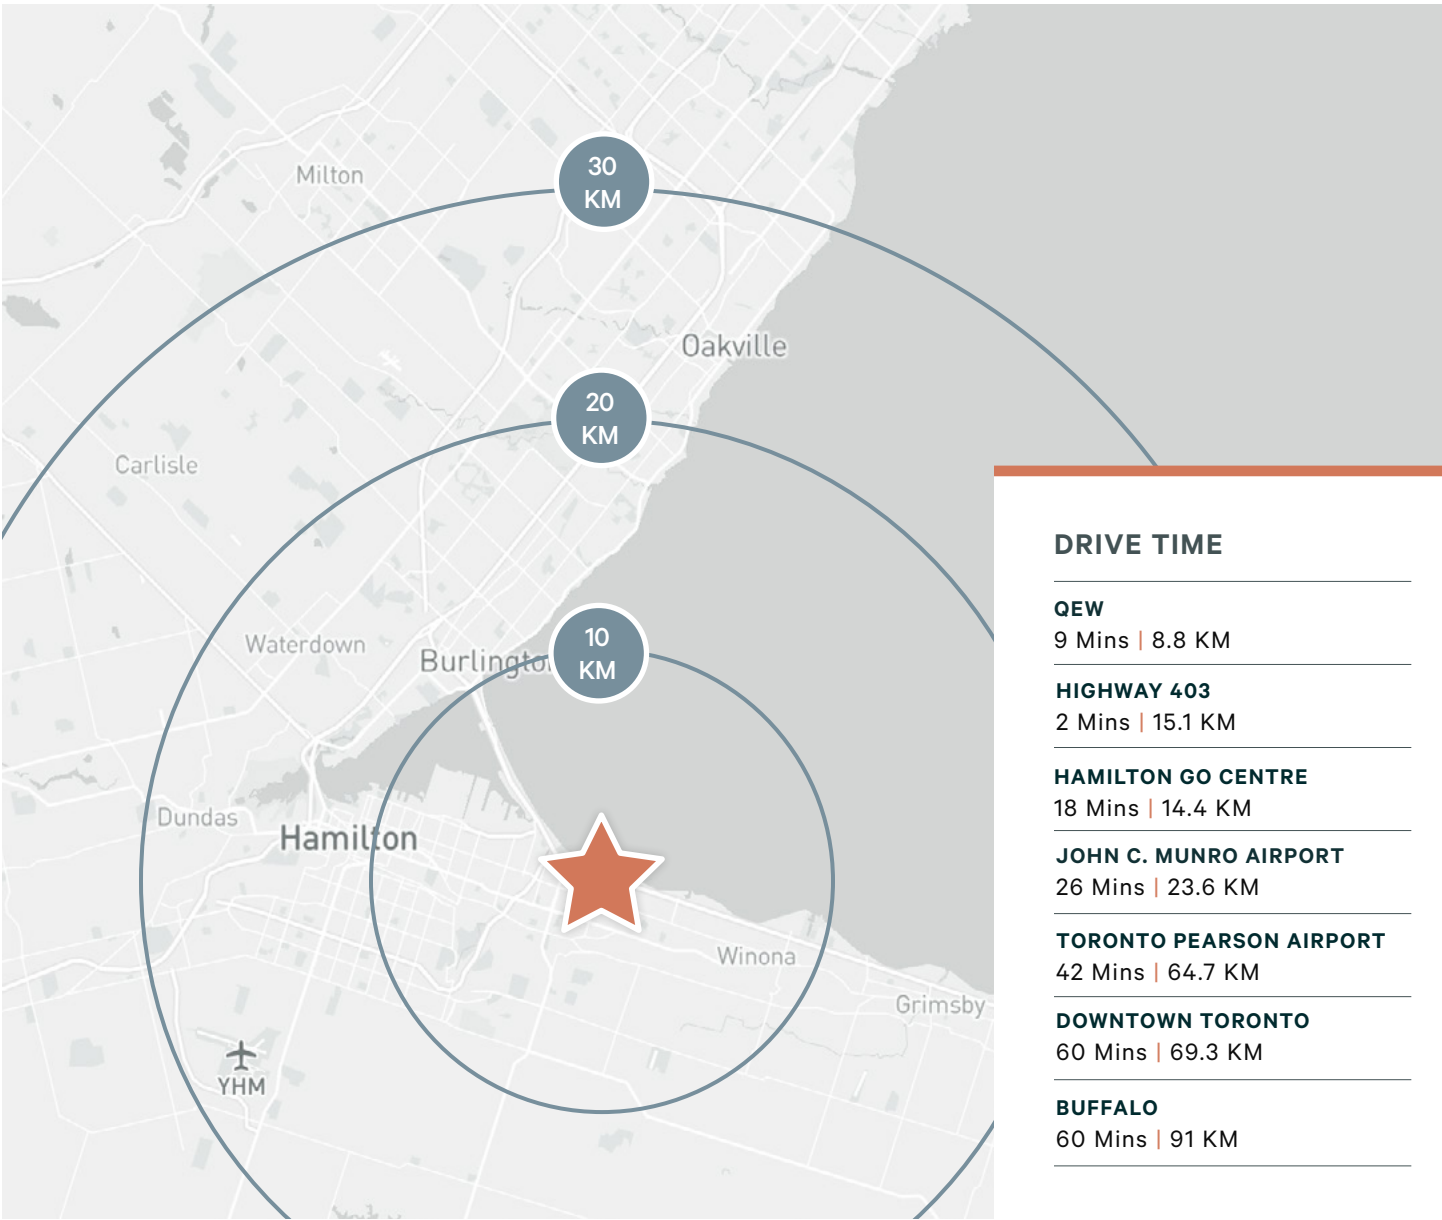 30
KM
Milton
Oakville
20
KM
Carlisle
10
KM
Waterdown
Burlington
Dundas
Hamilton
Winona
Grimsby
YHM
DRIVE TIME
QEW
9 Mins | 8.8 KM
HIGHWAY 403
2 Mins | 15.1 KM
HAMILTON GO CENTRE
18 Mins | 14.4 KM
JOHN C. MUNRO AIRPORT
26 Mins | 23.6 KM
TORONTO PEARSON AIRPORT
42 Mins | 64.7 KM
DOWNTOWN TORONTO
60 Mins | 69.3 KM
BUFFALO
60 Mins | 91 KM